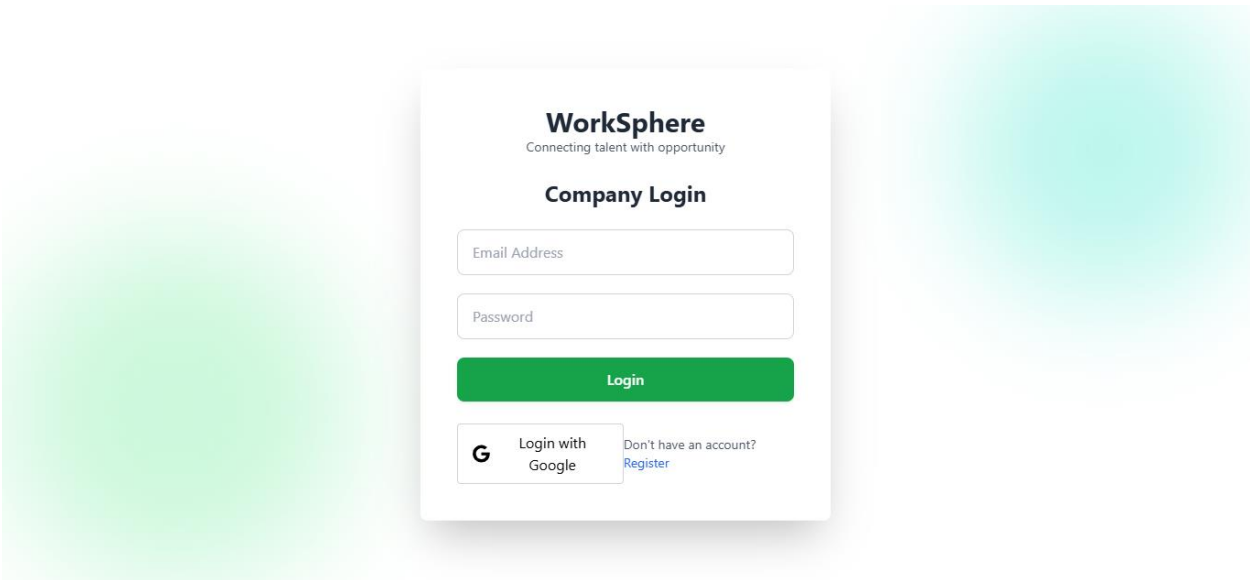 WorkSphere
Connecting talent with opportunity
Company Login
Email Address
Password
Login
Login with
Google
Don't have an account?
Register